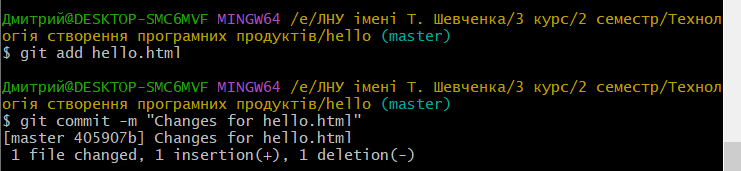 Дмитрий@DESKTOP-SMC6MVF MINGW64 /e/ЛНУ імені Т. Шевченка/3 курс/2 семестр/Технол
огія створення програмних продуктів/hello (master)
$ git add hello.html
Дмитрий@DESKTOP-SMC6MVF MINGW64 /e/ЛНУ імені Т. Шевченка/3 курс/2 семестр/Технол
огія створення програмних продуктів/hello (master)
$ git commit -m "Changes for hello.html"
[master 405907b] Changes for hello.html
 1 file changed, 1 insertion(+), 1 deletion(-)